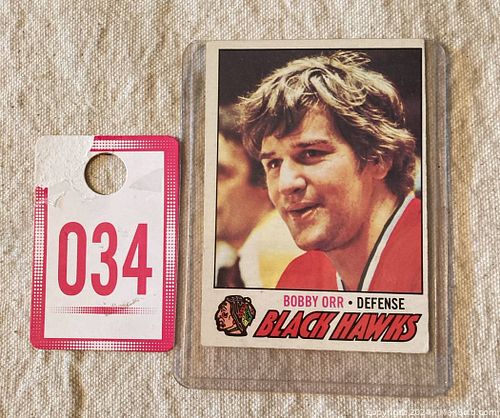 034
BOBBY ORR • DEFENSE
BLACK HAWKS